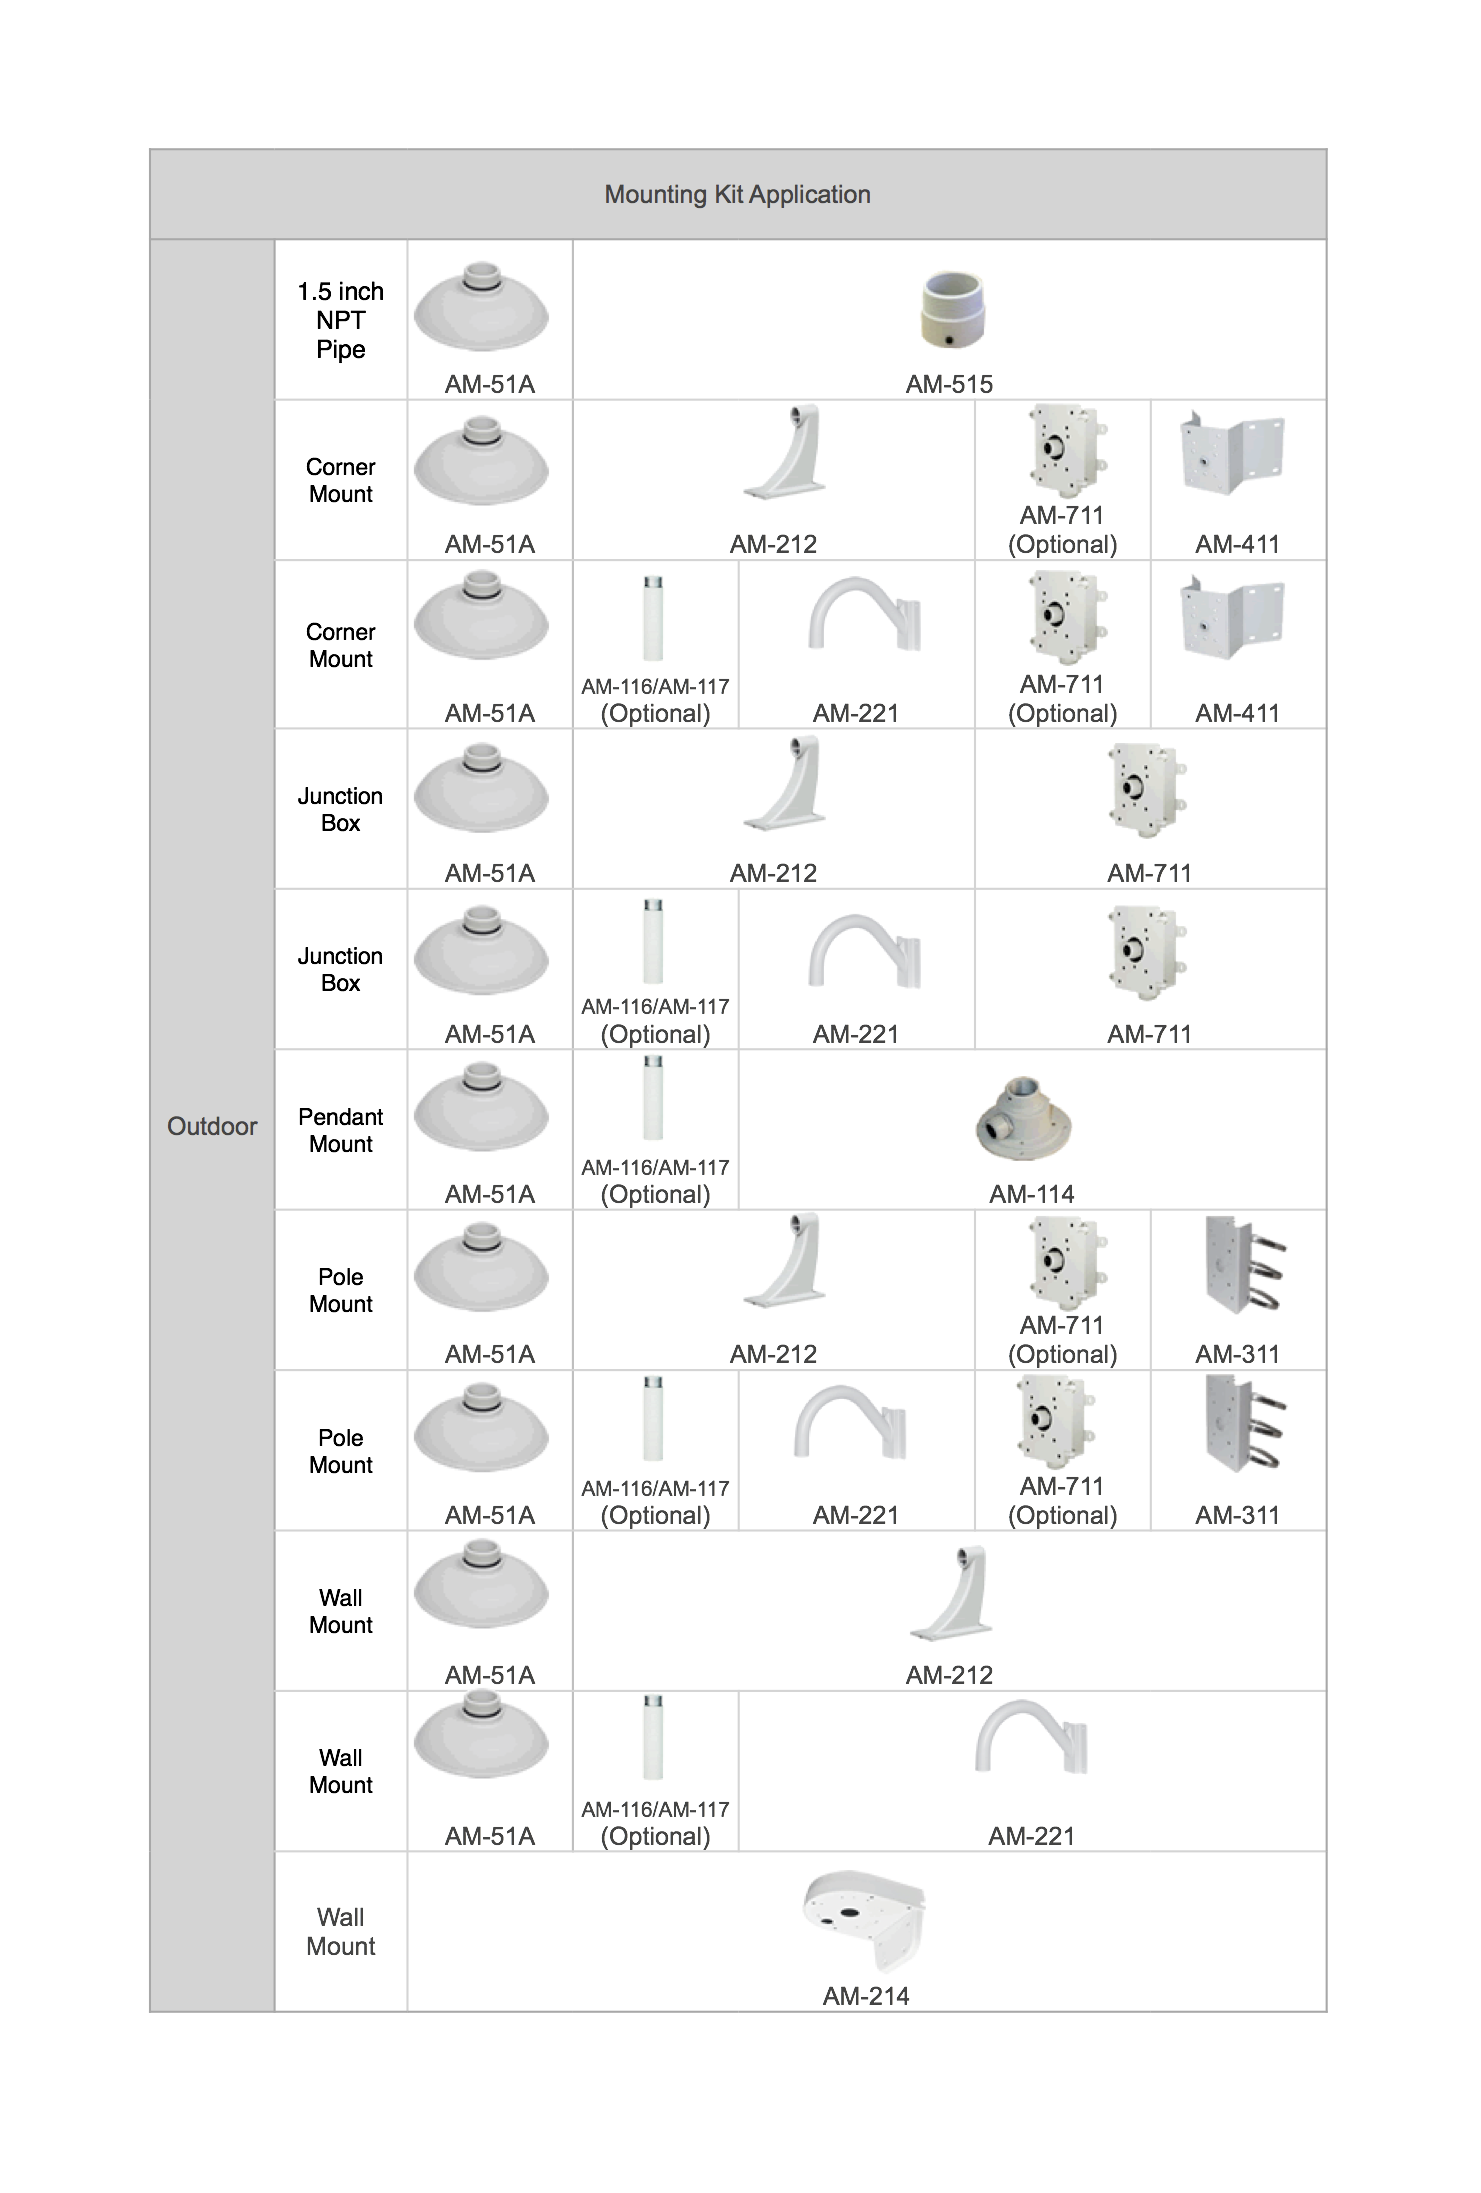 Mounting Kit Application
Outdoor
1.5 inch
NPT
Pipe
AM-51A
AM-515
Corner
Mount
AM-51A
AM-212
AM-711
(Optional)
AM-411
Corner
Mount
AM-51A
AM-116/AM-117
(Optional)
AM-221
AM-711
(Optional)
AM-411
Junction
Box
AM-51A
AM-212
AM-711
Junction
Box
AM-51A
AM-116/AM-117
(Optional)
AM-221
AM-711
Pendant
Mount
AM-51A
AM-116/AM-117
(Optional)
AM-114
Pole
Mount
AM-51A
AM-212
AM-711
(Optional)
AM-311
Pole
Mount
AM-51A
AM-116/AM-117
(Optional)
AM-221
AM-711
(Optional)
AM-311
Wall
Mount
AM-51A
AM-212
Wall
Mount
AM-51A
AM-116/AM-117
(Optional)
AM-221
Wall
Mount
AM-214